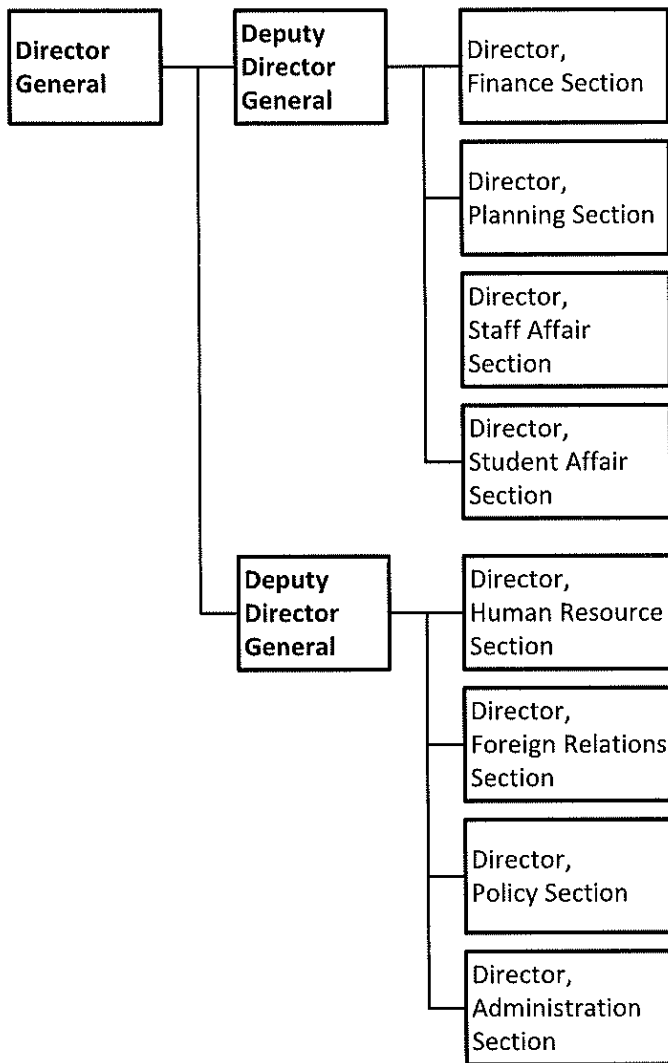 Director
General
Deputy
Director
General
Director,
Finance Section
Director,
Planning Section
Director,
Staff Affair
Section
Director,
Student Affair
Section
Deputy
Director
General
Director,
Human Resource
Section
Director,
Foreign Relations
Section
Director,
Policy Section
Director,
Administration
Section